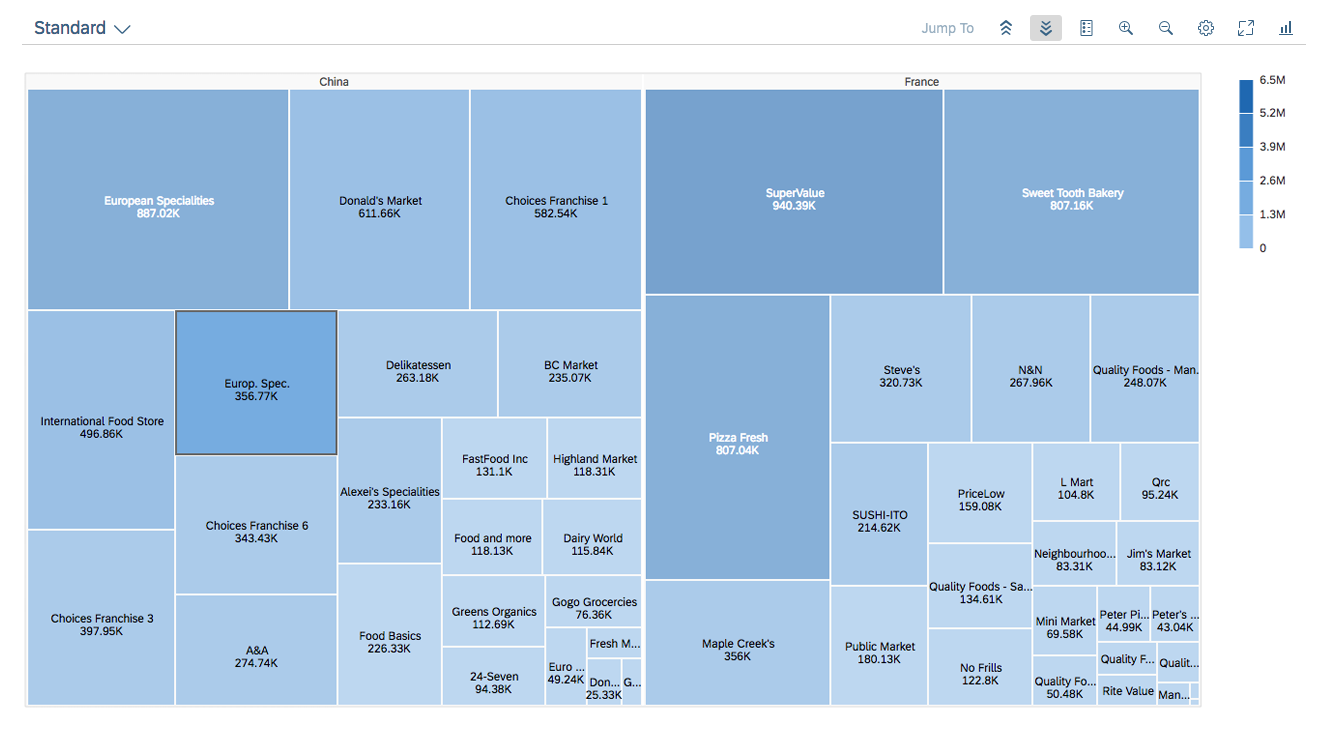 Standard
Jump To
China
France
European Specialities
887.02K
Donald's Market
611.66K
Choices Franchise 1
582.54K
International Food Store
496.86K
Europ. Spec.
356.77K
Delikatessen
263.18K
BC Market
235.07K
Choices Franchise 3
397.95K
Choices Franchise 6
343.43K
A&A
274.74K
Alexei's Specialities
233.16K
Food Basics
226.33K
FastFood Inc
131.1K
Highland Market
118.31K
Food and more
118.13K
Dairy World
115.84K
Greens Organics
112.69K
Gogo Grocercies
76.36K
24-Seven
94.38K
Euro ...
49.24K
Fresh M...
Don...
25.33K
G...
SuperValue
940.39K
Sweet Tooth Bakery
807.16K
Pizza Fresh
807.04K
Maple Creek's
356K
Steve's
320.73K
N&N
267.96K
Quality Foods - Man.
248.07K
SUSHI-ITO
214.62K
Public Market
180.13K
PriceLow
159.08K
Quality Foods - Sa...
134.61K
No Frills
122.8K
L Mart
104.8K
Qrc
95.24K
Neighbourhoo...
83.31K
Jim's Market
83.12K
Mini Market
69.58K
Quality Fo...
50.48K
Peter Pi...
44.99K
Peter's ...
43.04K
Quality F...
Qualit...
Rite Value
Man...
6.5M
5.2M
3.9M
2.6M
1.3M
0